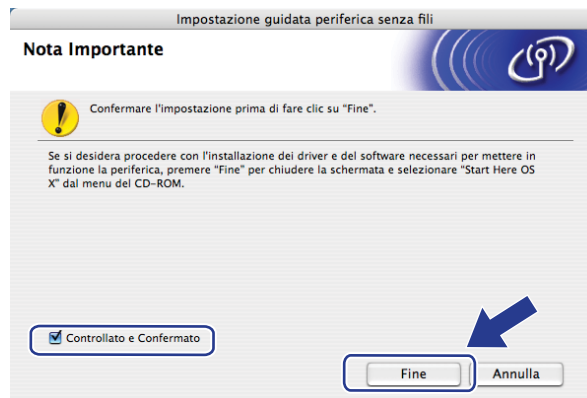 Impostazione guidata periferica senza fili
Nota Importante
Confermare l'impostazione prima di fare clic su "Fine".
Se si desidera procedere con l'installazione dei driver e del software necessari per mettere in
funzione la periferica, premere "Fine" per chiudere la schermata e selezionare "Start Here OS
X" dal menu del CD-ROM.
Controllato e Confermato
Fine
Annulla